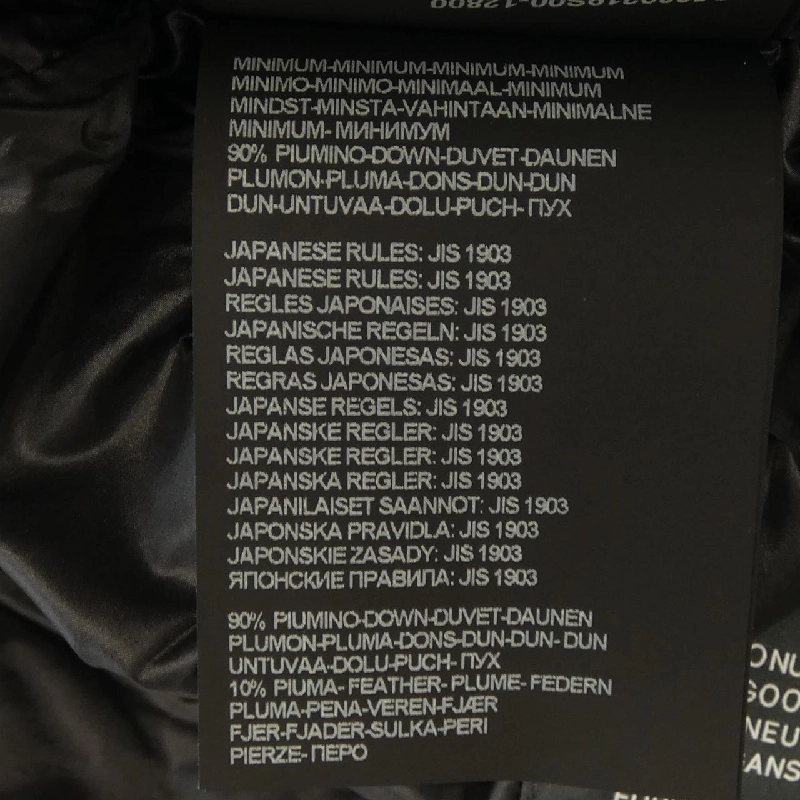 MINIMUM-MINIMUM-MINIMUM-MINIMUM
MINIMO-MINIMO-MINIMAAL-MINIMUM
MINDST-MINSTA-VAHINTAAN-MINIMALNE
MINIMUM- МИНИМУМ
90% PIUMINO-DOWN-DUVET-DAUNEN
PLUMON-PLUMA-DONS-DUN-DUN
DUN-UNTUVAA-DOLU-PUCH- ПУХ
JAPANESE RULES: JIS 1903
JAPANESE RULES: JIS 1903
REGLES JAPONAISES: JIS 1903
JAPANISCHE REGELN: JIS 1903
REGLAS JAPONESAS: JIS 1903
REGRAS JAPONESAS: JIS 1903
JAPANSE REGELS: JIS 1903
JAPANSKE REGLER: JIS 1903
JAPANSKE REGLER: JIS 1903
JAPANSKA REGLER: JIS 1903
JAPANILAISET SAANNOT: JIS 1903
JAPONSKA PRAVIDLA: JIS 1903
JAPONSKIE ZASADY: JIS 1903
ЯПОНСКИЕ ПРАВИЛА: JIS 1903
90% PIUMINO-DOWN-DUVET-DAUNEN
PLUMON-PLUMA-DONS-DUN-DUN- DUN
UNTUVAA-DOLU-PUCH- ПУХ
10% PIUMA- FEATHER- PLUME- FEDERN
PLUMA-PENA-VEREN-FJÆR
FJER-FJADER-SULKA-PERI
PIERZE- ПЕРО